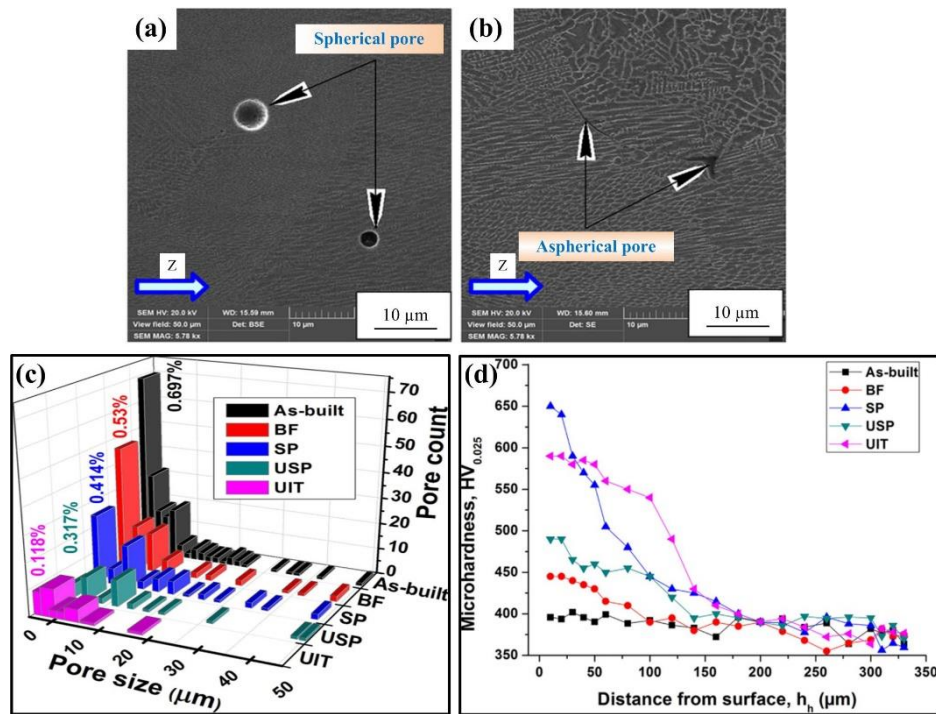 (a)
Spherical pore
Z
SEM HV: 20.0 kV
WD: 15.59 mm
View field: 50.0 µm
Det: BSE
10 µm
SEM MAG: 5.78 kx
10 µm
(b)
Aspherical pore
Z
SEM HV: 20.0 kV
WD: 15.60 mm
View field: 50.0 µm
Det: SE
10 µm
SEM MAG: 5.78 kx
10 µm
(c)
0.697%
0.53%
0.414%
0.317%
0.118%
As-built
BF
SP
USP
UIT
70
60
50
40
30
20
10
0
Pore count
As-built
BF
SP
USP
UIT
0
10
20
30
40
50
Pore size (µm)
(d)
700
650
600
550
500
450
400
350
Microhardness, HV0.025
As-built
BF
SP
USP
UIT
0 50 100 150 200 250 300 350
Distance from surface, hh (µm)